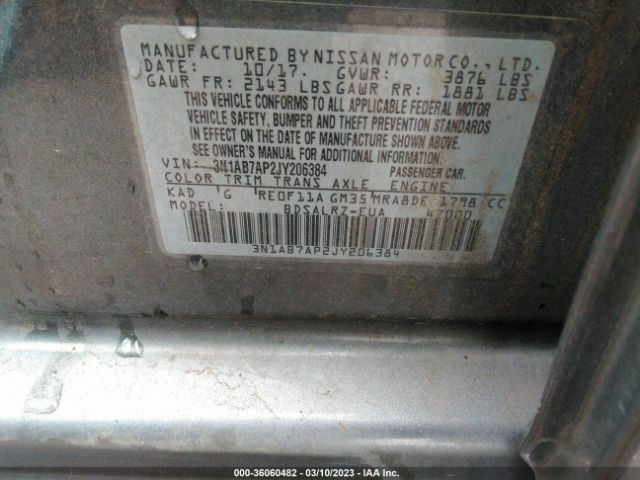 MANUFACTURED BY NISSAN MOTOR CO., LTD.
DATE: 10/17. GVWR: 3876 LBS
GAWR FR: 2143 LBS GAWR RR: 1881 LBS
THIS VEHICLE CONFORMS TO ALL APPLICABLE FEDERAL MOTOR
VEHICLE SAFETY, BUMPER AND THEFT PREVENTION STANDARDS
IN EFFECT ON THE DATE OF MANUFACTURE SHOWN ABOVE.
SEE OWNER'S MANUAL FOR ADDITIONAL INFORMATION.
VIN: 3N1AB7AP2JY206384 PASSENGER CAR.
COLOR TRIM TRANS AXLE ENGINE
KAD G RE0F11A GM35 MRA8DE 1798 CC
MODEL BDSALRZ-EUA 47000
3N1AB7AP2JY206384
000-36060482 — 03/10/2023 — IAA Inc.